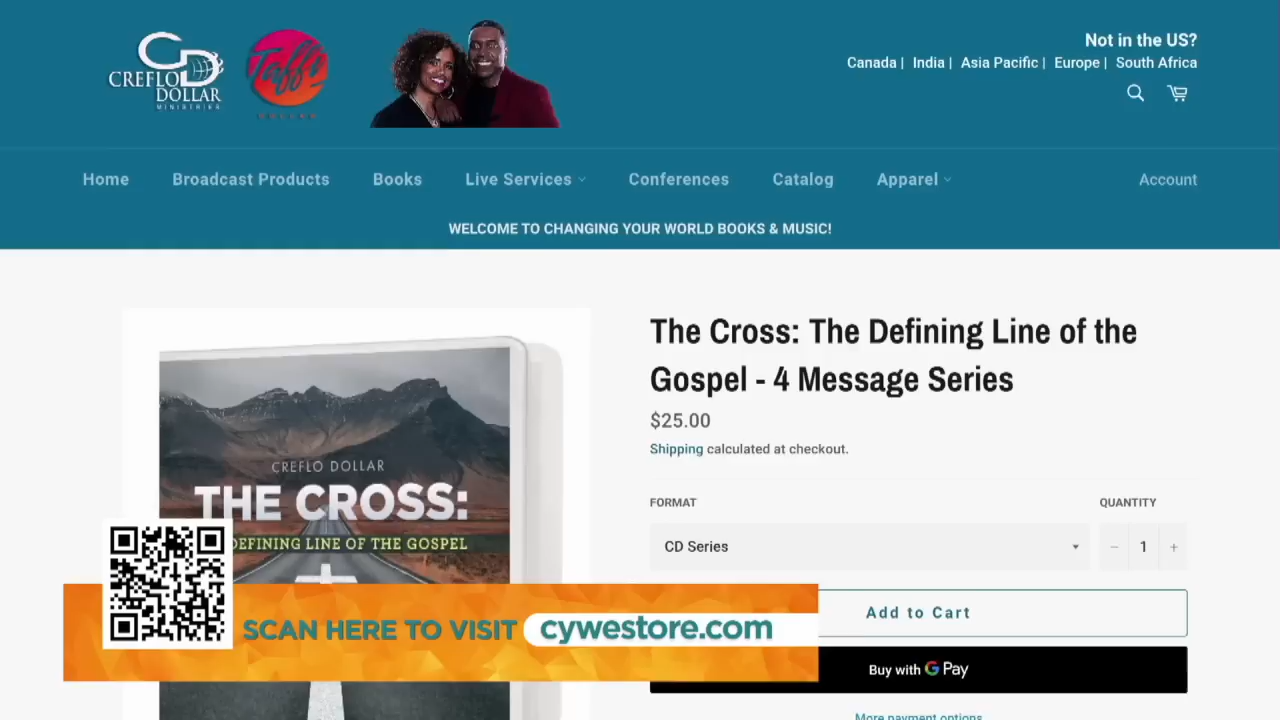 CREFLO
DOLLAR
MINISTRIES
Taffi
DOLLAR
Not in the US?
Canada | India | Asia Pacific | Europe | South Africa
Home Broadcast Products Books Live Services Conferences Catalog Apparel Account
WELCOME TO CHANGING YOUR WORLD BOOKS & MUSIC!
The Cross: The Defining Line of the
Gospel - 4 Message Series
$25.00
Shipping calculated at checkout.
FORMAT QUANTITY
CD Series − 1 +
Add to Cart
Buy with G Pay
More payment options
CREFLO DOLLAR
THE CROSS:
DEFINING LINE OF THE GOSPEL
SCAN HERE TO VISIT cywestore.com